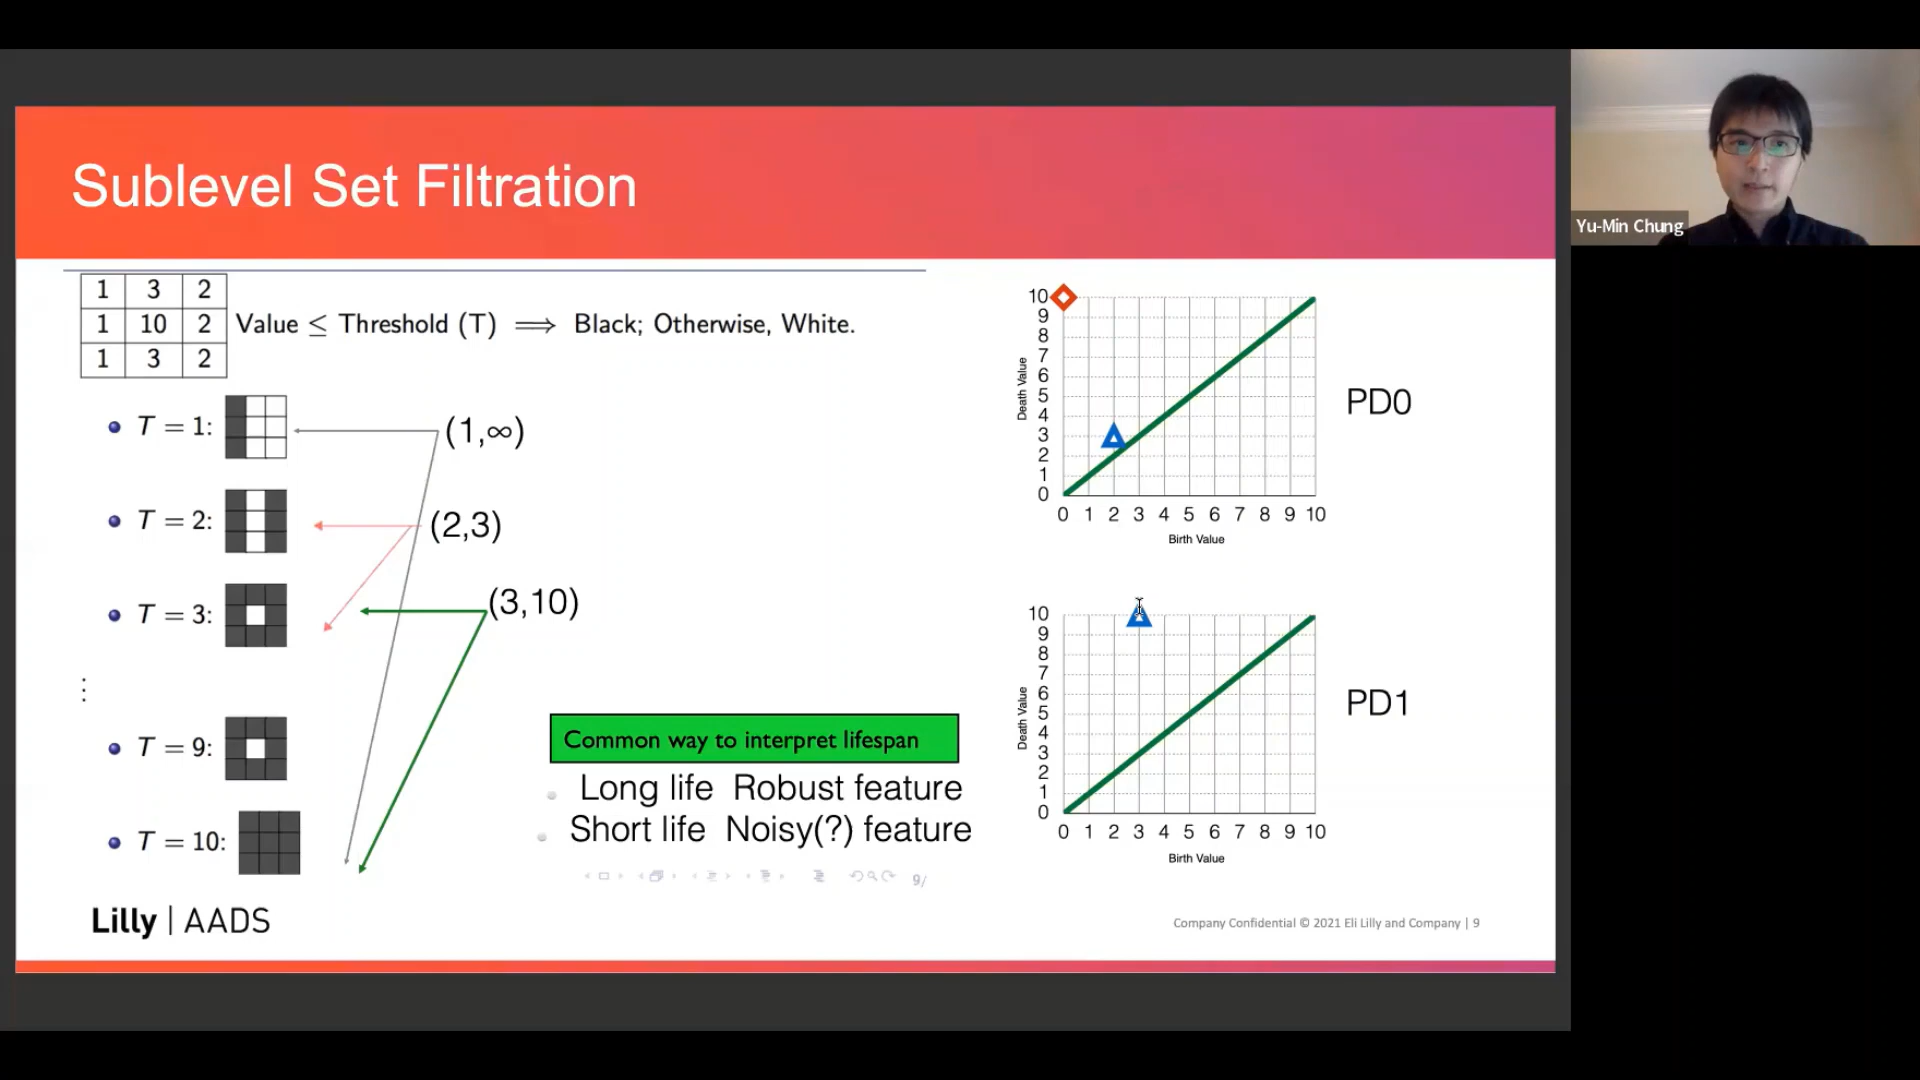 Sublevel Set Filtration
1 3 2
1 10 2
1 3 2
Value ≤ Threshold (T) ⟹ Black; Otherwise, White.
T = 1:
(1,∞)
T = 2:
(2,3)
T = 3:
(3,10)
⋮
T = 9:
T = 10:
Common way to interpret lifespan
Long life Robust feature
Short life Noisy(?) feature
9/
Lilly | AADS
10
9
8
7
6
5
4
3
2
1
0
Death Value
0 1 2 3 4 5 6 7 8 9 10
Birth Value
PD0
10
9
8
7
6
5
4
3
2
1
0
Death Value
0 1 2 3 4 5 6 7 8 9 10
Birth Value
PD1
Company Confidential © 2021 Eli Lilly and Company | 9
Yu-Min Chung